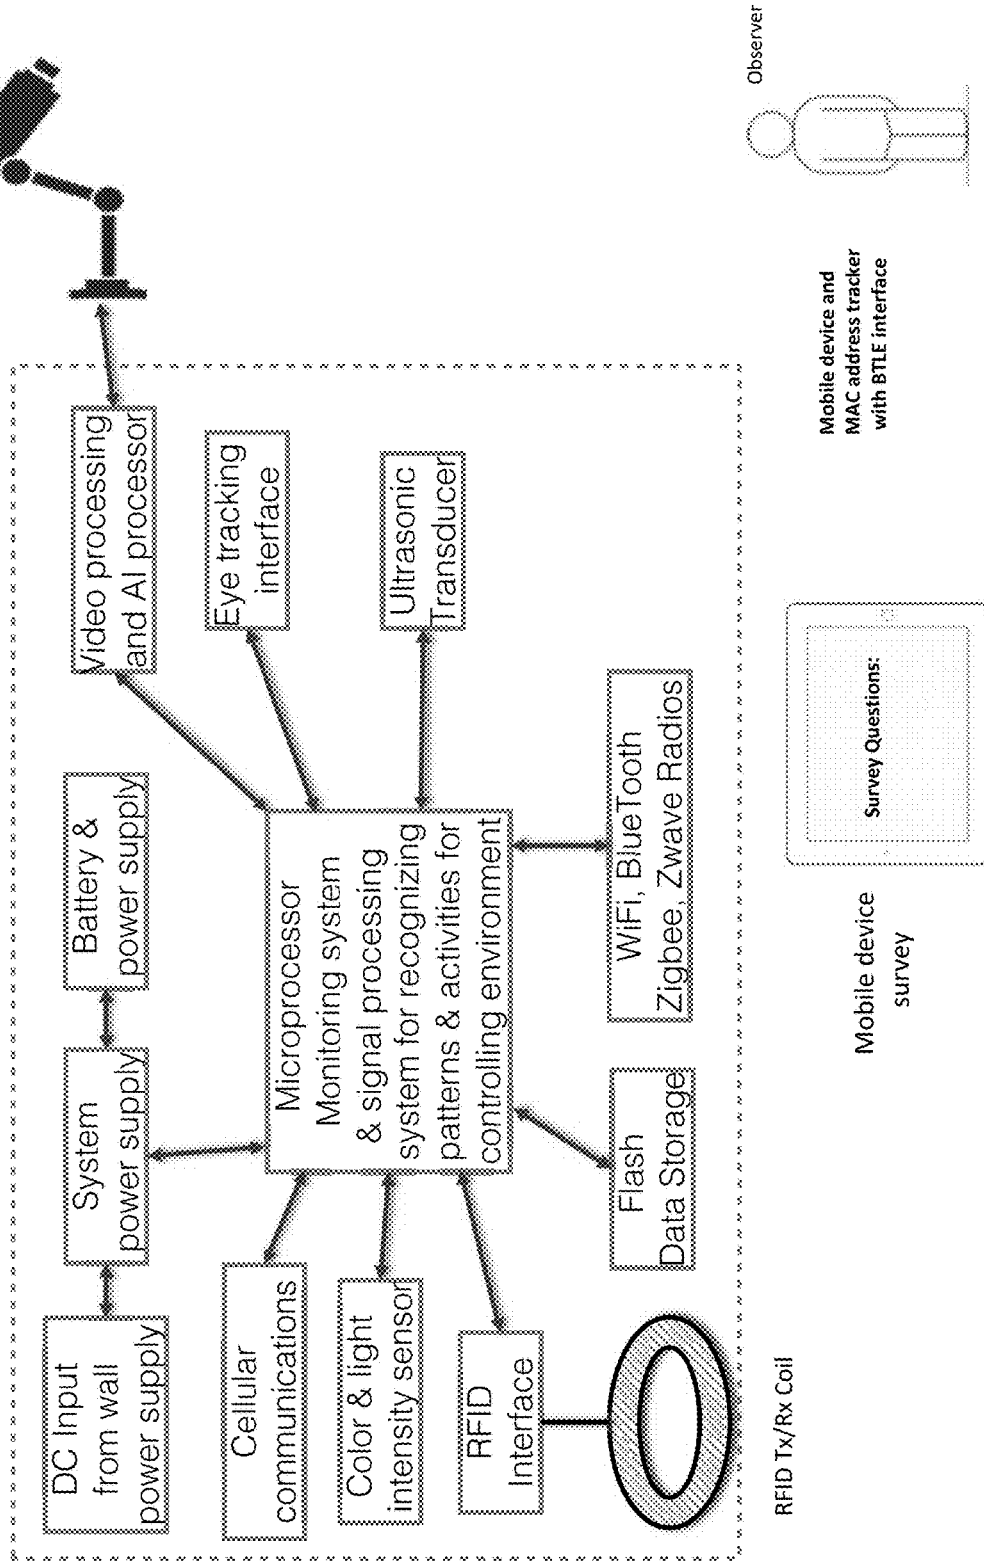 DC Input
from wall
power supply
System
power supply
Battery &
power supply
Video processing
and AI processor
Cellular
communications
Color & light
intensity sensor
RFID
Interface
Microprocessor
Monitoring system
& signal processing
system for recognizing
patterns & activities for
controlling environment
Eye tracking
interface
Ultrasonic
Transducer
Flash
Data Storage
WiFi, BlueTooth
Zigbee, Zwave Radios
RFID Tx/Rx Coil
Mobile device
survey
Survey Questions:
Mobile device and
MAC address tracker
with BTLE interface
Observer